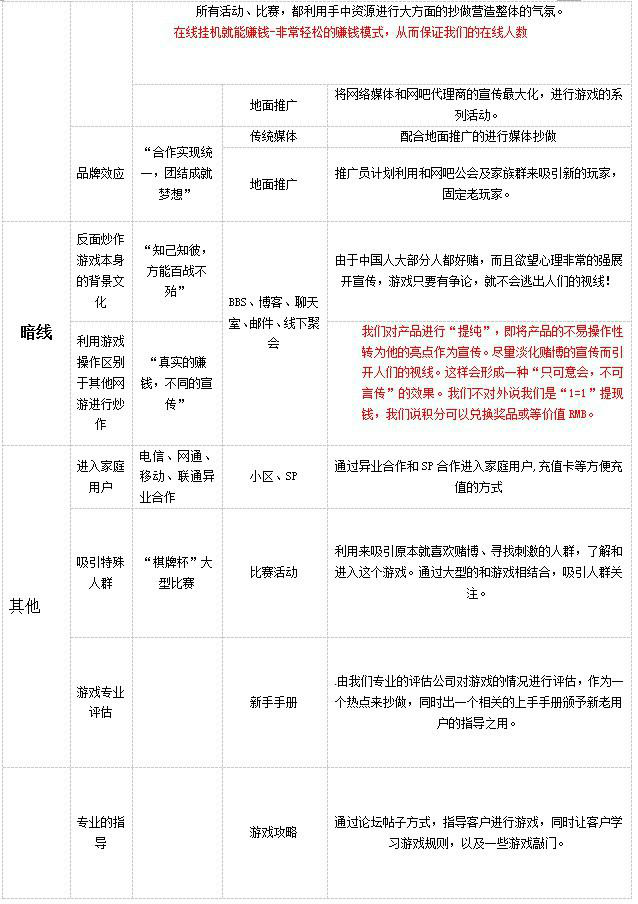 所有活动、比赛，都利用手中资源进行大方面的抄做营造整体的气氛。
在线挂机就能赚钱-非常轻松的赚钱模式，从而保证我们的在线人数
地面推广
将网络媒体和网吧代理商的宣传最大化，进行游戏的系
列活动。
品牌效应
“合作实现统
一，团结成就
梦想”
传统媒体
配合地面推广的进行媒体抄做
地面推广
推广员计划利用和网吧公会及家族群来吸引新的玩家，
固定老玩家。
暗线
反面炒作
游戏本身
的背景文
化
“知己知彼，
方能百战不
殆”
BBS、博客、聊天
室、邮件、线下聚
会
由于中国人大部分人都好赌，而且欲望心理非常的强展
开宣传，游戏只要有争论，就不会逃出人们的视线！
利用游戏
操作区别
于其他网
游进行炒
作
“真实的赚
钱，不同的宣
传”
我们对产品进行“提纯”，即将产品的不易操作性
转为他的亮点作为宣传。尽量淡化赌博的宣传而引
开人们的视线。这样会形成一种“只可意会，不可
言传”的效果。我们不对外说我们是“1=1”提现
钱，我们说积分可以兑换奖品或等价值 RMB。
其他
进入家庭
用户
电信、网通、
移动、联通异
业合作
小区、SP
通过异业合作和 SP 合作进入家庭用户,充值卡等方便充
值的方式
吸引特殊
人群
“棋牌杯”大
型比赛
比赛活动
利用来吸引原本就喜欢赌博、寻找刺激的人群，了解和
进入这个游戏。通过大型的和游戏相结合，吸引人群关
注。
游戏专业
评估
新手手册
.由我们专业的评估公司对游戏的情况进行评估，作为一
个热点来抄做，同时出一个相关的上手手册颁予新老用
户的指导之用。
专业的指
导
游戏攻略
通过论坛帖子方式，指导客户进行游戏，同时让客户学
习游戏规则，以及一些游戏敲门。